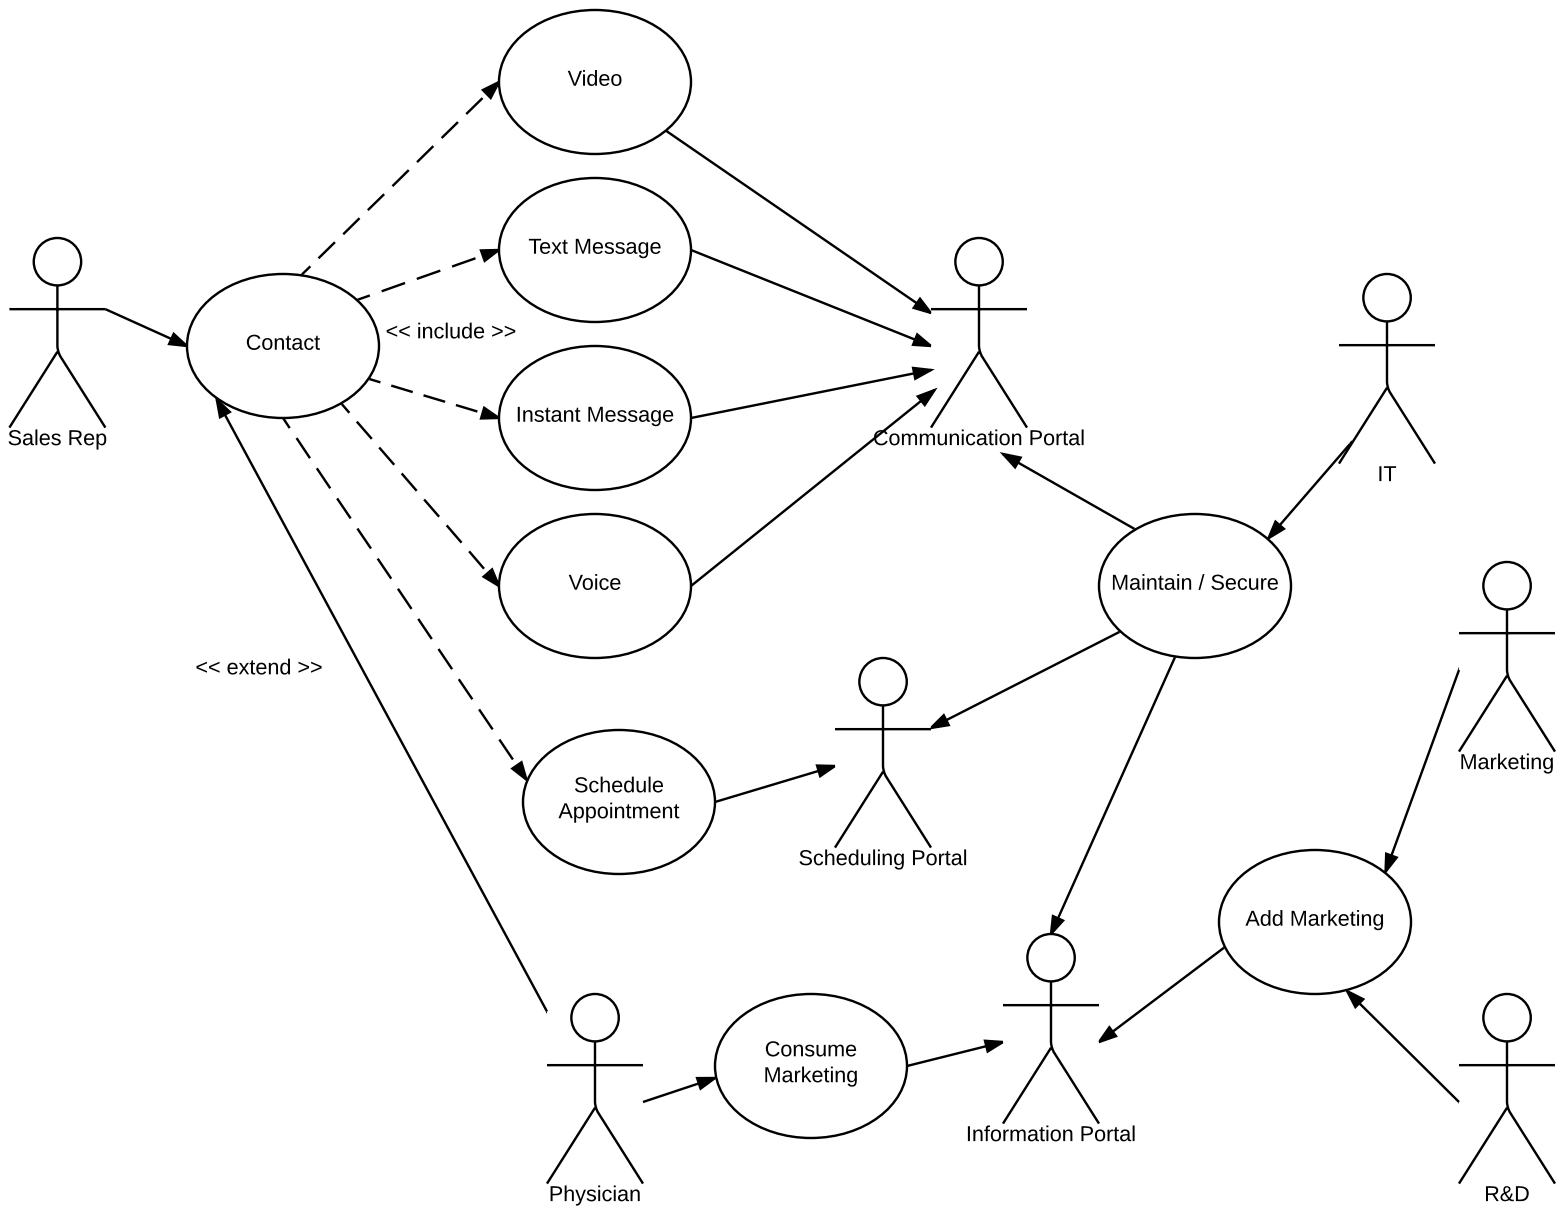 Video
Text Message
Contact
<< include >>
Instant Message
Sales Rep
Communication Portal
IT
Voice
Maintain / Secure
<< extend >>
Marketing
Schedule
Appointment
Scheduling Portal
Add Marketing
Consume
Marketing
Information Portal
Physician
R&D